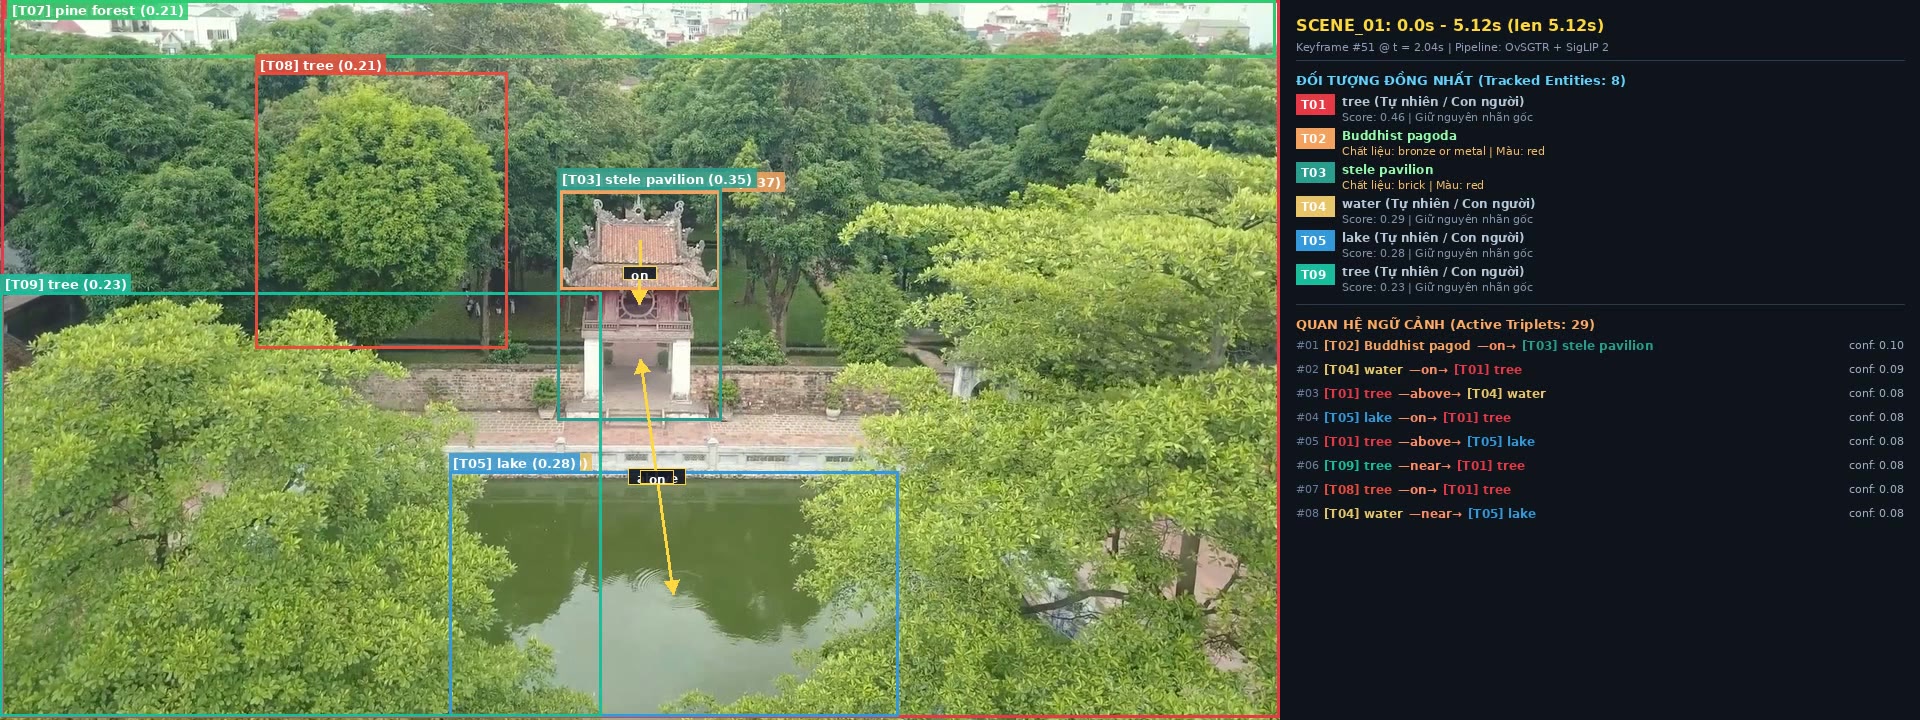 [T07] pine forest (0.21)
[T08] tree (0.21)
[T03] stele pavilion (0.35)
37)
on
[T09] tree (0.23)
[T05] lake (0.28)
)
on
SCENE_01: 0.0s - 5.12s (len 5.12s)
Keyframe #51 @ t = 2.04s | Pipeline: OvSGTR + SigLIP 2
ĐỐI TƯỢNG ĐỒNG NHẤT (Tracked Entities: 8)
T01 tree (Tự nhiên / Con người)
Score: 0.46 | Giữ nguyên nhãn gốc
T02 Buddhist pagoda
Chất liệu: bronze or metal | Màu: red
T03 stele pavilion
Chất liệu: brick | Màu: red
T04 water (Tự nhiên / Con người)
Score: 0.29 | Giữ nguyên nhãn gốc
T05 lake (Tự nhiên / Con người)
Score: 0.28 | Giữ nguyên nhãn gốc
T09 tree (Tự nhiên / Con người)
Score: 0.23 | Giữ nguyên nhãn gốc
QUAN HỆ NGỮ CẢNH (Active Triplets: 29)
#01 [T02] Buddhist pagod —on→ [T03] stele pavilion conf: 0.10
#02 [T04] water —on→ [T01] tree conf: 0.09
#03 [T01] tree —above→ [T04] water conf: 0.08
#04 [T05] lake —on→ [T01] tree conf: 0.08
#05 [T01] tree —above→ [T05] lake conf: 0.08
#06 [T09] tree —near→ [T01] tree conf: 0.08
#07 [T08] tree —on→ [T01] tree conf: 0.08
#08 [T04] water —near→ [T05] lake conf: 0.08